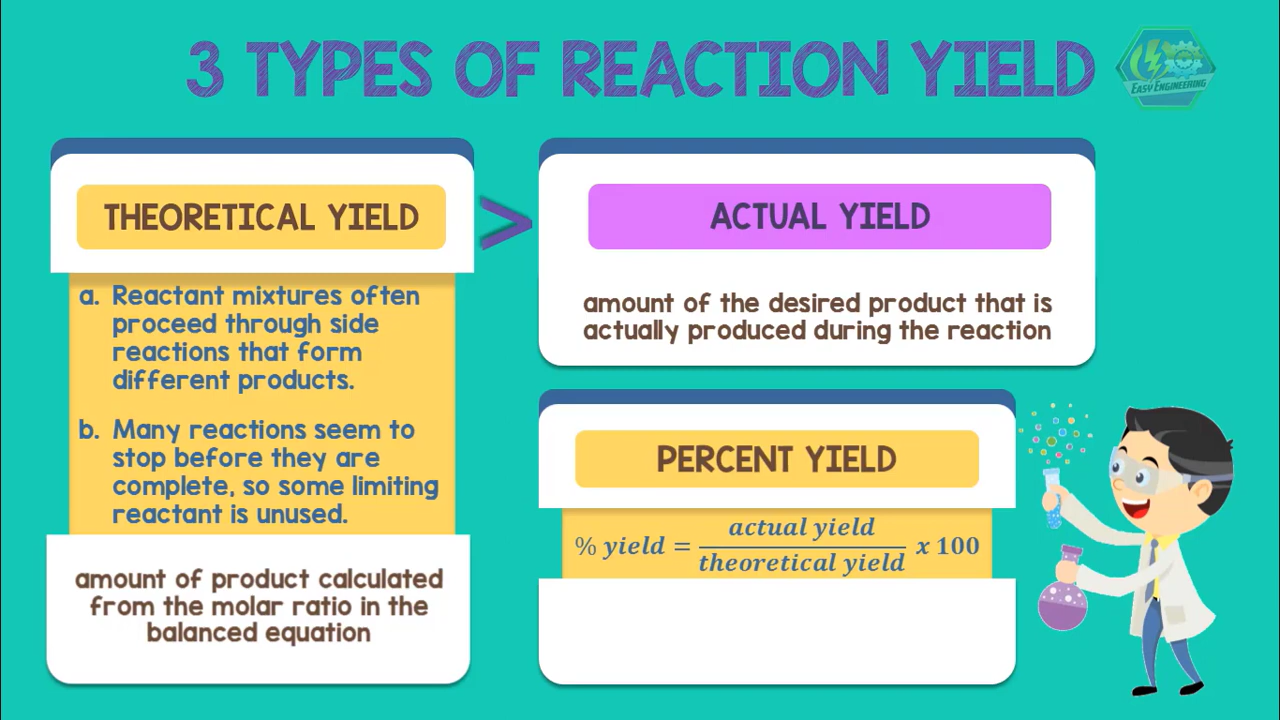 3 TYPES OF REACTION YIELD
EASY ENGINEERING
THEORETICAL YIELD
a. Reactant mixtures often
proceed through side
reactions that form
different products.
b. Many reactions seem to
stop before they are
complete, so some limiting
reactant is unused.
amount of product calculated
from the molar ratio in the
balanced equation
>
ACTUAL YIELD
amount of the desired product that is
actually produced during the reaction
PERCENT YIELD
actual yield
% yield = x 100
theoretical yield